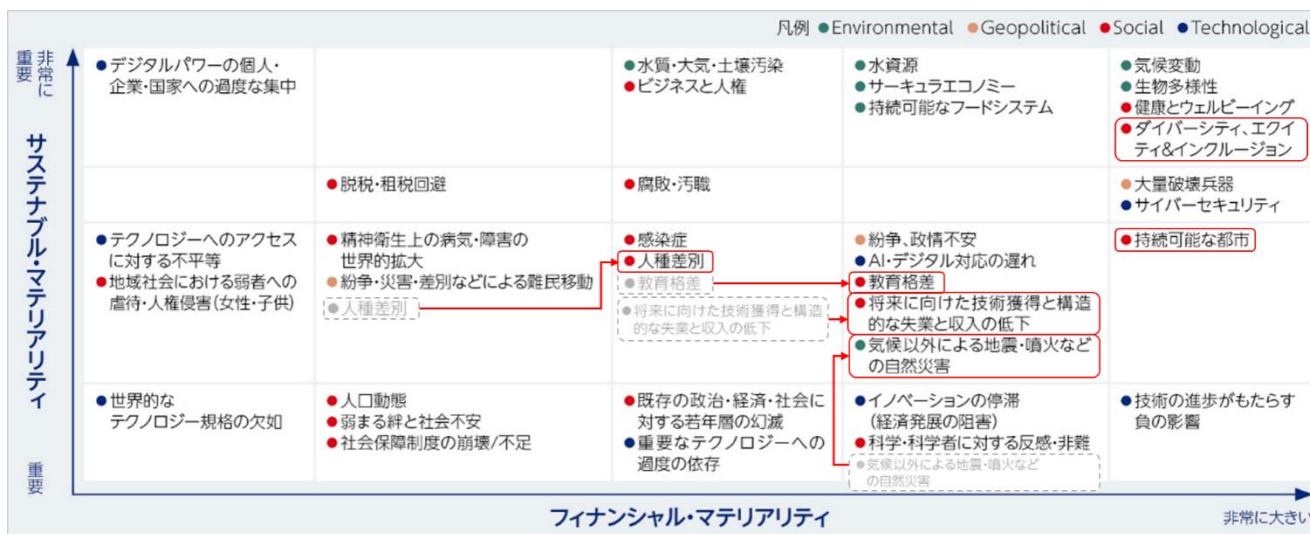 凡例 ●Environmental ●Geopolitical ●Social ●Technological
非常に
重要
サステナブル・マテリアリティ
重要
●デジタルパワーの個人・
企業・国家への過度な集中
●水質・大気・土壌汚染
●ビジネスと人権
●水資源
●サーキュラエコノミー
●持続可能なフードシステム
●気候変動
●生物多様性
●健康とウェルビーイング
●ダイバーシティ、エクイ
ティ&インクルージョン
●脱税・租税回避
●腐敗・汚職
●大量破壊兵器
●サイバーセキュリティ
●テクノロジーへのアクセス
に対する不平等
●地域社会における弱者への
虐待・人権侵害(女性・子供)
●精神衛生上の病気・障害の
世界的拡大
●紛争・災害・差別などによる難民移動
●人種差別
●感染症
●人種差別
●教育格差
●将来に向けた技術獲得と構造
的な失業と収入の低下
●紛争、政情不安
●AI・デジタル対応の遅れ
●教育格差
●将来に向けた技術獲得と構造
的な失業と収入の低下
●気候以外による地震・噴火など
の自然災害
●持続可能な都市
●世界的な
テクノロジー規格の欠如
●人口動態
●弱まる絆と社会不安
●社会保障制度の崩壊/不足
●既存の政治・経済・社会に
対する若年層の幻滅
●重要なテクノロジーへの
過度の依存
●イノベーションの停滞
(経済発展の阻害)
●科学・科学者に対する反感・非難
●気候以外による地震・噴火など
の自然災害
●技術の進歩がもたらす
負の影響
フィナンシャル・マテリアリティ
非常に大きい